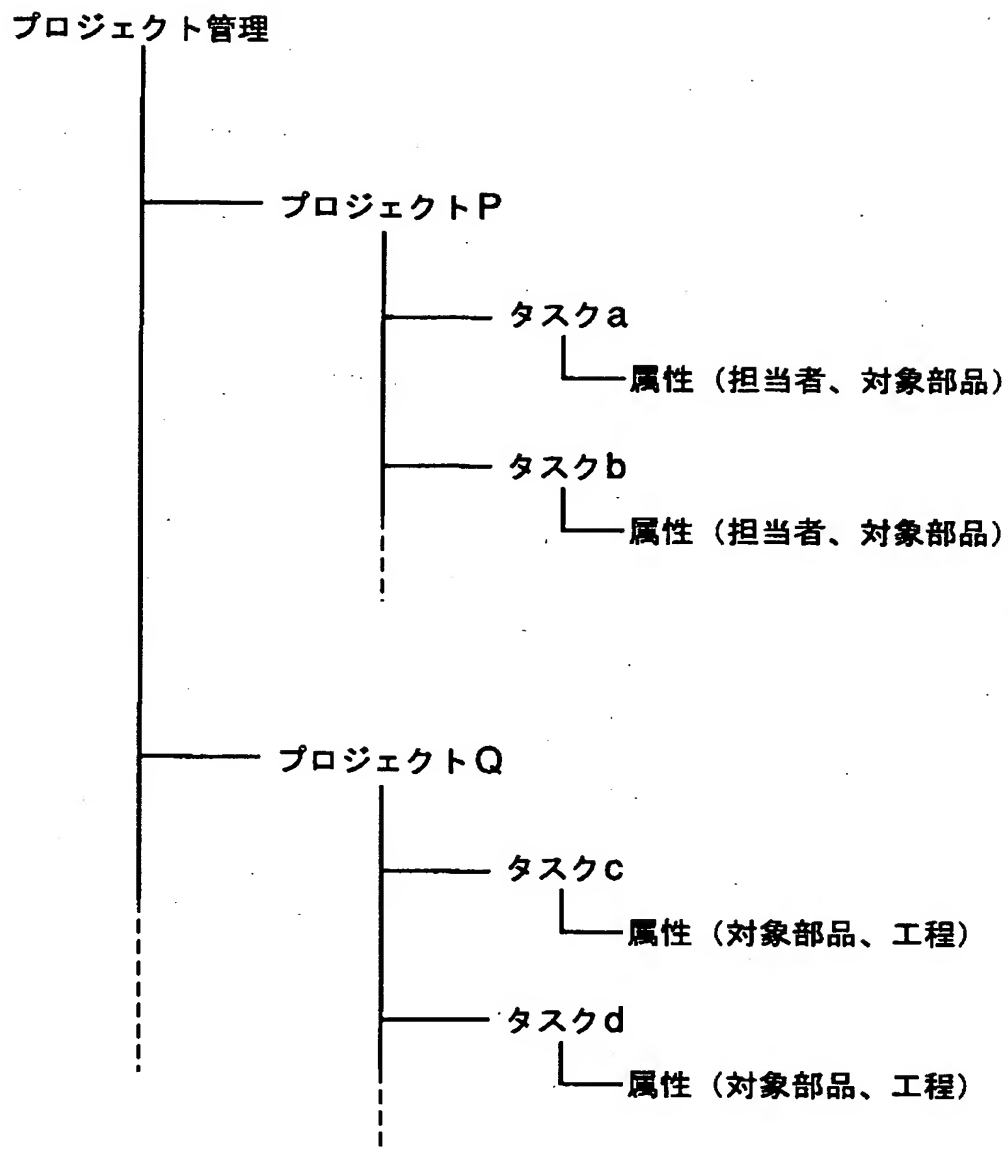 プロジェクト管理
プロジェクトP
タスクa
属性（担当者、対象部品）
タスクb
属性（担当者、対象部品）
プロジェクトQ
タスクc
属性（対象部品、工程）
タスクd
属性（対象部品、工程）